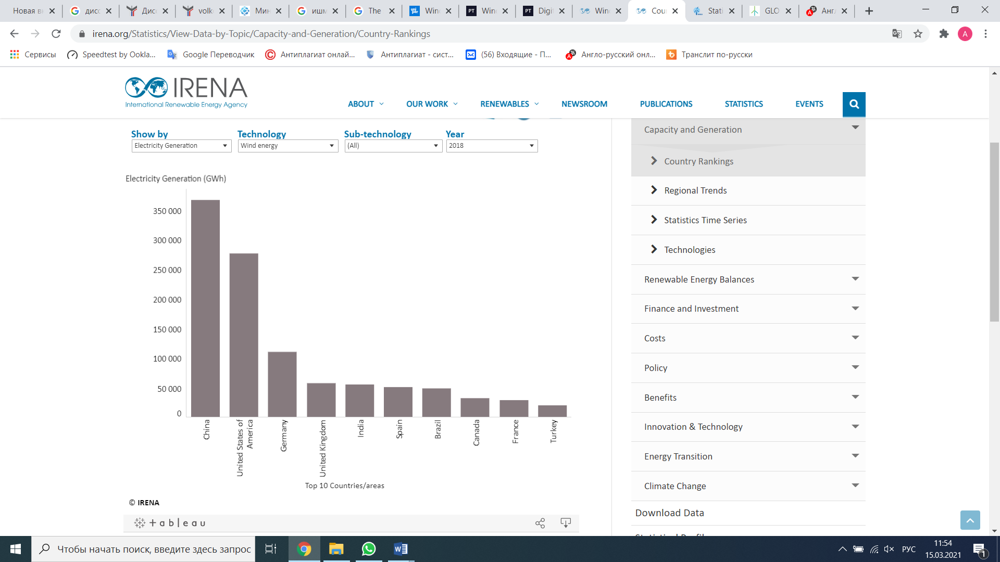 Новая в
дисс
Дисс
volk
Мин
ишм
The
Win
Win
Digi
Win
Cou
Stati
GLO
Анг
irena.org/Statistics/View-Data-by-Topic/Capacity-and-Generation/Country-Rankings
A
Сервисы
Speedtest by Ookla...
Google Переводчик
Антиплагиат онлай...
Антиплагиат - сист...
(56) Входящие - П...
Англо-русский онл...
Транслит по-русски
IRENA
International Renewable Energy Agency
ABOUT
OUR WORK
RENEWABLES
NEWSROOM
PUBLICATIONS
STATISTICS
EVENTS
Show by
Technology
Sub-technology
Year
Electricity Generation
Wind energy
(All)
2018
Electricity Generation (GWh)
350 000
300 000
250 000
200 000
150 000
100 000
50 000
0
China
United States of
America
Germany
United Kingdom
India
Spain
Brazil
Canada
France
Turkey
Top 10 Countries/areas
© IRENA
+ a b | e a u
Capacity and Generation
Country Rankings
Regional Trends
Statistics Time Series
Technologies
Renewable Energy Balances
Finance and Investment
Costs
Policy
Benefits
Innovation & Technology
Energy Transition
Climate Change
Download Data
Чтобы начать поиск, введите здесь запрос
РУС
11:54
15.03.2021
1